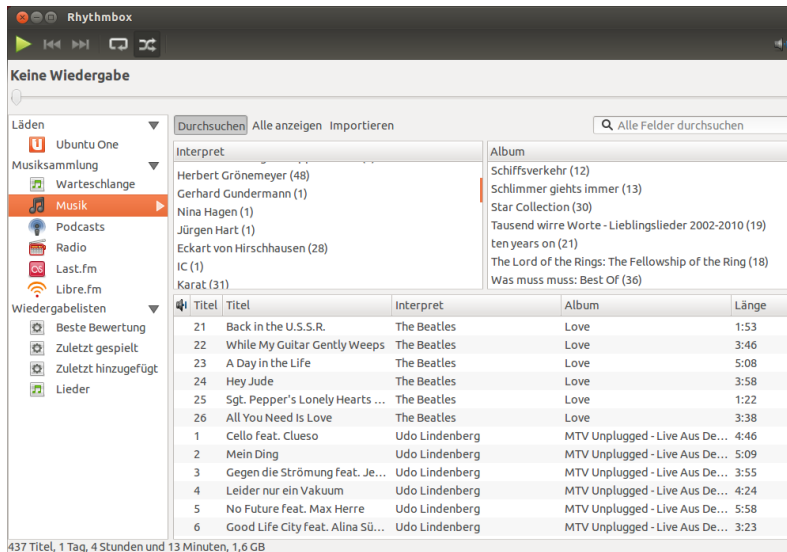 Rhythmbox
Keine Wiedergabe
Läden
Ubuntu One
Musiksammlung
Warteschlange
Musik
Podcasts
Radio
Last.fm
Libre.fm
Wiedergabelisten
Beste Bewertung
Zuletzt gespielt
Zuletzt hinzugefügt
Lieder
Durchsuchen Alle anzeigen Importieren
Alle Felder durchsuchen
Interpret
Herbert Grönemeyer (48)
Gerhard Gundermann (1)
Nina Hagen (1)
Jürgen Hart (1)
Eckart von Hirschhausen (28)
IC (1)
Karat (31)
Album
Schiffsverkehr (12)
Schlimmer giehts immer (13)
Star Collection (30)
Tausend wirre Worte - Lieblingslieder 2002-2010 (19)
ten years on (21)
The Lord of the Rings: The Fellowship of the Ring (18)
Was muss muss: Best Of (36)
Titel Titel Interpret Album Länge
21 Back in the U.S.S.R. The Beatles Love 1:53
22 While My Guitar Gently Weeps The Beatles Love 3:46
23 A Day in the Life The Beatles Love 5:08
24 Hey Jude The Beatles Love 3:58
25 Sgt. Pepper's Lonely Hearts ... The Beatles Love 1:22
26 All You Need Is Love The Beatles Love 3:38
1 Cello feat. Clueso Udo Lindenberg MTV Unplugged - Live Aus De... 4:46
2 Mein Ding Udo Lindenberg MTV Unplugged - Live Aus De... 5:09
3 Gegen die Strömung feat. Je... Udo Lindenberg MTV Unplugged - Live Aus De... 3:55
4 Leider nur ein Vakuum Udo Lindenberg MTV Unplugged - Live Aus De... 4:24
5 No Future feat. Max Herre Udo Lindenberg MTV Unplugged - Live Aus De... 5:58
6 Good Life City feat. Alina Sü... Udo Lindenberg MTV Unplugged - Live Aus De... 3:23
437 Titel, 1 Tag, 4 Stunden und 13 Minuten, 1,6 GB